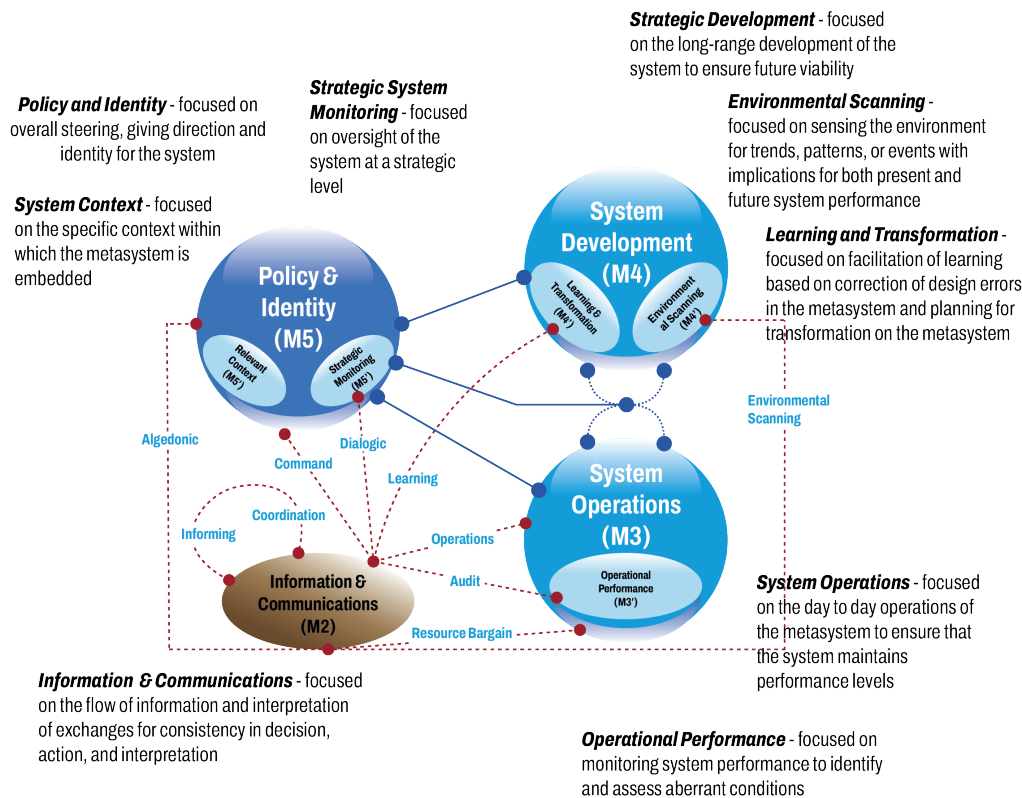 Strategic Development - focused
on the long-range development of the
system to ensure future viability
Policy and Identity - focused on
overall steering, giving direction and
identity for the system
Strategic System
Monitoring - focused
on oversight of the
system at a strategic
level
Environmental Scanning -
focused on sensing the environment
for trends, patterns, or events with
implications for both present and
future system performance
System Context - focused
on the specific context within
which the metasystem is
embedded
Learning and Transformation -
focused on facilitation of learning
based on correction of design errors
in the metasystem and planning for
transformation on the metasystem
System
Development
(M4)
Learning &
Transformation
(M4')
Environment
al Scanning
(M4')
Policy &
Identity
(M5)
Relevant
Context
(M5')
Strategic
Monitoring
(M5')
Environmental
Scanning
Algedonic
Dialogic
Command
Learning
Coordination
Informing
Operations
Audit
Resource Bargain
System
Operations
(M3)
Operational
Performance
(M3')
Information &
Communications
(M2)
System Operations - focused
on the day to day operations of
the metasystem to ensure that
the system maintains
performance levels
Information & Communications - focused
on the flow of information and interpretation
of exchanges for consistency in decision,
action, and interpretation
Operational Performance - focused on
monitoring system performance to identify
and assess aberrant conditions